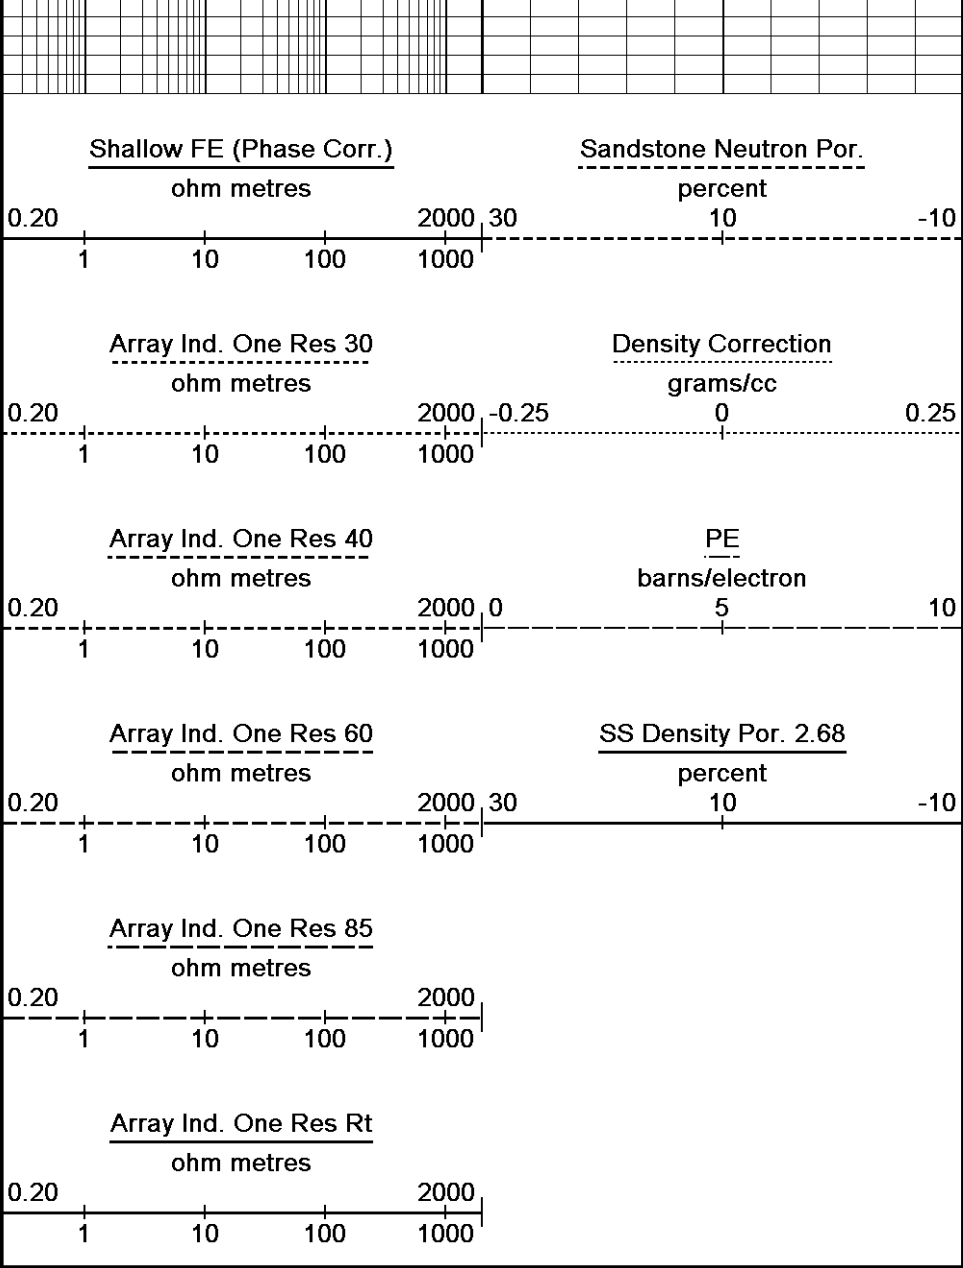 Shallow FE (Phase Corr.)
ohm metres
0.20 2000
1 10 100 1000
Sandstone Neutron Por.
percent
30 10 -10
Array Ind. One Res 30
ohm metres
0.20 2000
1 10 100 1000
Density Correction
grams/cc
-0.25 0 0.25
Array Ind. One Res 40
ohm metres
0.20 2000
1 10 100 1000
PE
barns/electron
0 5 10
Array Ind. One Res 60
ohm metres
0.20 2000
1 10 100 1000
SS Density Por. 2.68
percent
30 10 -10
Array Ind. One Res 85
ohm metres
0.20 2000
1 10 100 1000
Array Ind. One Res Rt
ohm metres
0.20 2000
1 10 100 1000